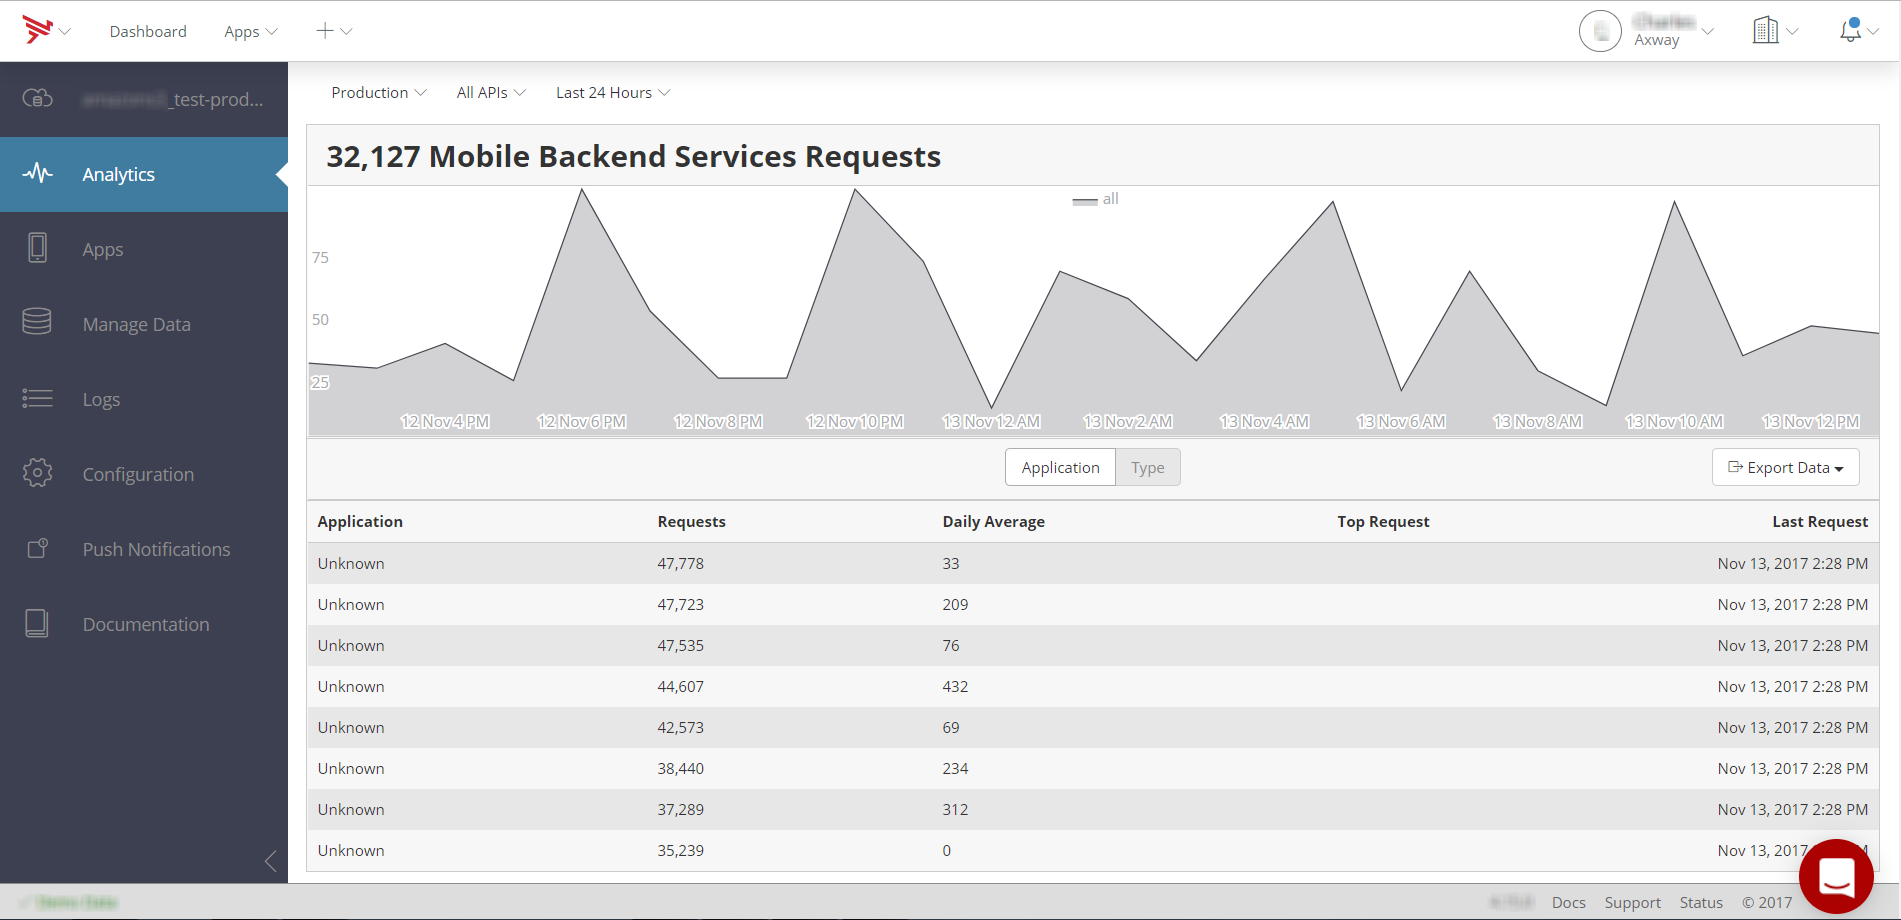 Dashboard Apps
Axway
_test-prod...
Production All APIs Last 24 Hours
Analytics
Apps
Manage Data
Logs
Configuration
Push Notifications
Documentation
32,127 Mobile Backend Services Requests
all
75
50
25
12 Nov 4 PM 12 Nov 6 PM 12 Nov 8 PM 12 Nov 10 PM 13 Nov 12 AM 13 Nov 2 AM 13 Nov 4 AM 13 Nov 6 AM 13 Nov 8 AM 13 Nov 10 AM 13 Nov 12 PM
Application Type Export Data
Application Requests Daily Average Top Request Last Request
Unknown 47,778 33 Nov 13, 2017 2:28 PM
Unknown 47,723 209 Nov 13, 2017 2:28 PM
Unknown 47,535 76 Nov 13, 2017 2:28 PM
Unknown 44,607 432 Nov 13, 2017 2:28 PM
Unknown 42,573 69 Nov 13, 2017 2:28 PM
Unknown 38,440 234 Nov 13, 2017 2:28 PM
Unknown 37,289 312 Nov 13, 2017 2:28 PM
Unknown 35,239 0 Nov 13, 2017
Docs Support Status © 2017